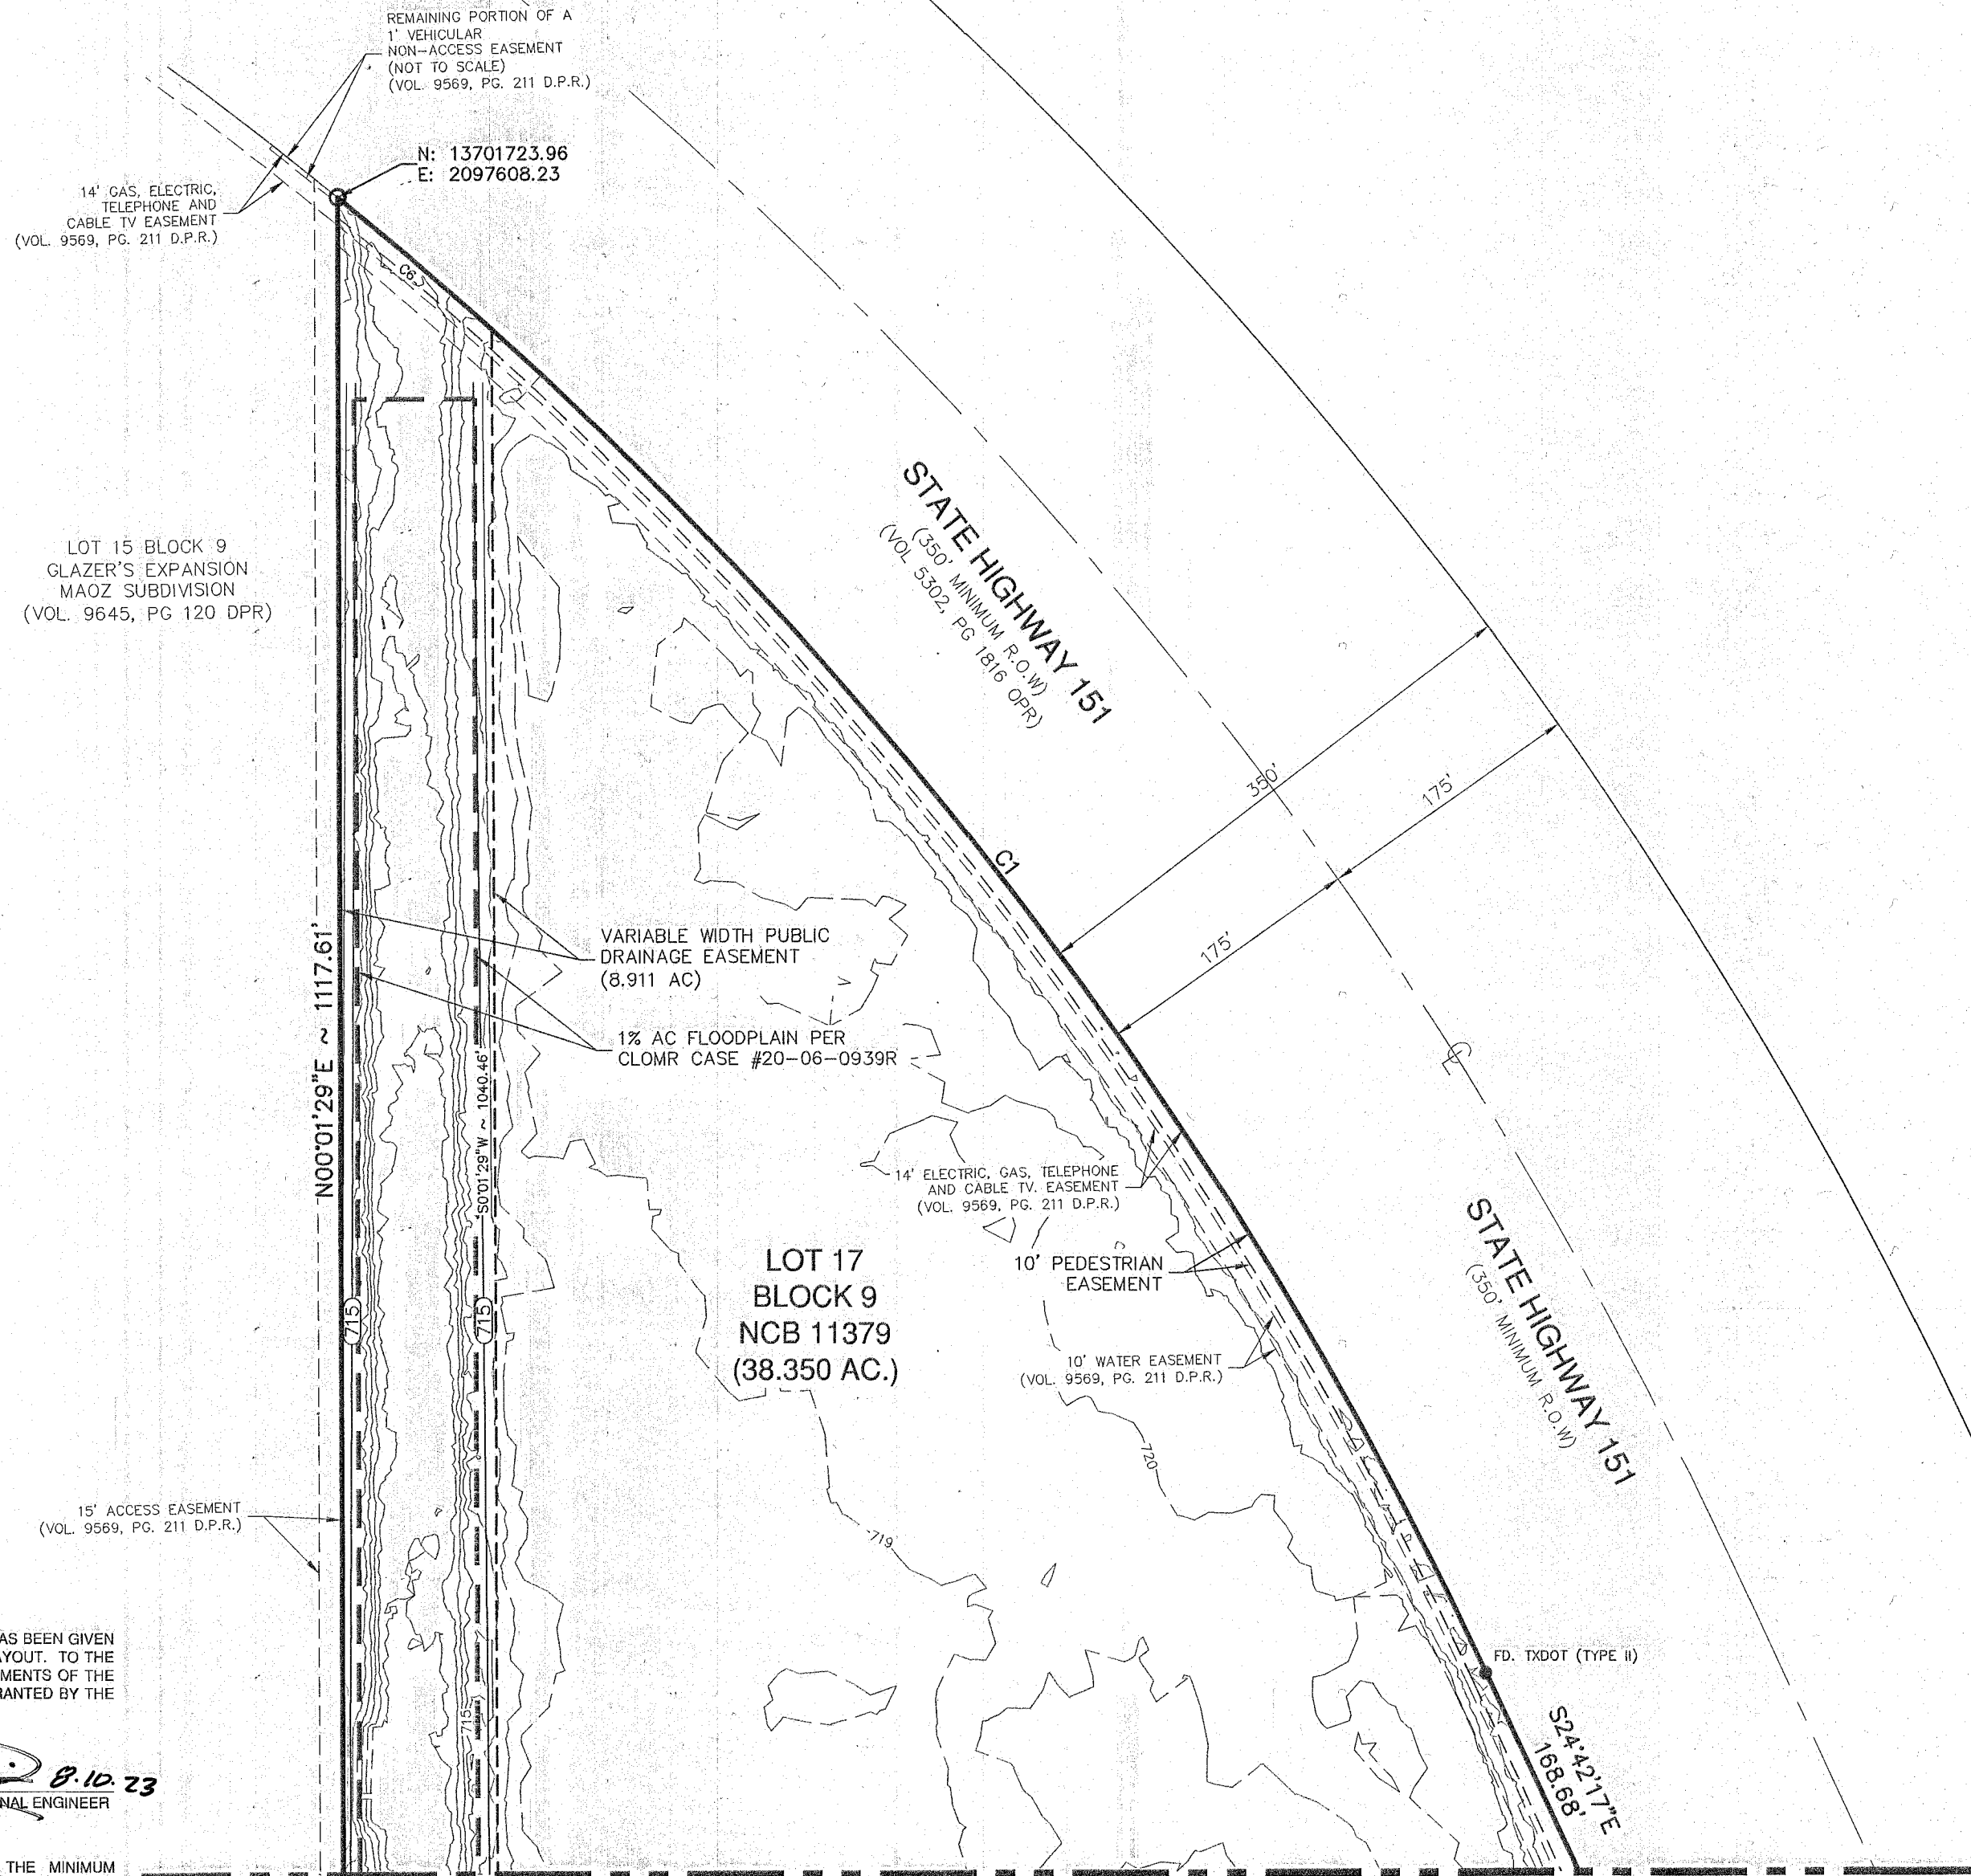 REMAINING PORTION OF A
1' VEHICULAR
NON-ACCESS EASEMENT
(NOT TO SCALE)
(VOL. 9569, PG. 211 D.P.R.)
N: 13701723.96
E: 2097608.23
14' GAS, ELECTRIC,
TELEPHONE AND
CABLE TV EASEMENT
(VOL. 9569, PG. 211 D.P.R.)
C6
STATE HIGHWAY 151
(350' MINIMUM R.O.W)
(VOL 5302, PG 1816 OPR)
LOT 15 BLOCK 9
GLAZER'S EXPANSION
MAOZ SUBDIVISION
(VOL. 9645, PG 120 DPR)
350'
175'
C1
175'
VARIABLE WIDTH PUBLIC
DRAINAGE EASEMENT
(8.911 AC)
1% AC FLOODPLAIN PER
CLOMR CASE #20-06-0939R
N00°01'29"E ~ 1117.61'
S0°01'29"W ~ 1040.46'
14' ELECTRIC, GAS, TELEPHONE
AND CABLE TV. EASEMENT
(VOL. 9569, PG. 211 D.P.R.)
LOT 17
BLOCK 9
NCB 11379
(38.350 AC.)
10' PEDESTRIAN
EASEMENT
STATE HIGHWAY 151
(350' MINIMUM R.O.W)
715
715
10' WATER EASEMENT
(VOL. 9569, PG. 211 D.P.R.)
720
15' ACCESS EASEMENT
(VOL. 9569, PG. 211 D.P.R.)
719
AS BEEN GIVEN
AYOUT. TO THE
MENTS OF THE
RANTED BY THE
FD. TXDOT (TYPE II)
715
S24°42'17"E
168.68'
8.10.23
NAL ENGINEER
THE MINIMUM